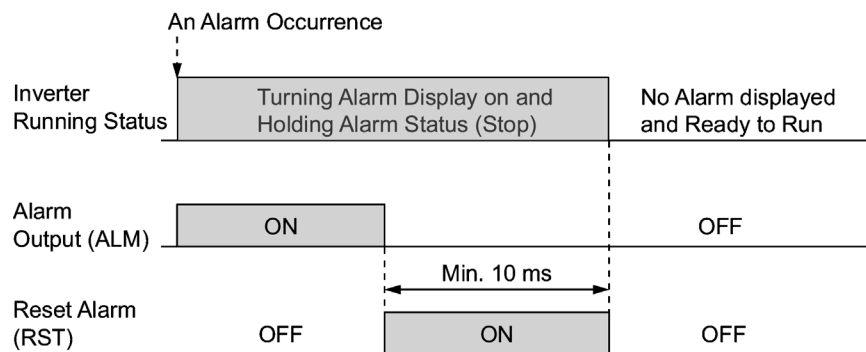 An Alarm Occurrence
Inverter
Running Status
Turning Alarm Display on and
Holding Alarm Status (Stop)
No Alarm displayed
and Ready to Run
Alarm
Output (ALM)
ON
OFF
Min. 10 ms
Reset Alarm
(RST)
OFF
ON
OFF